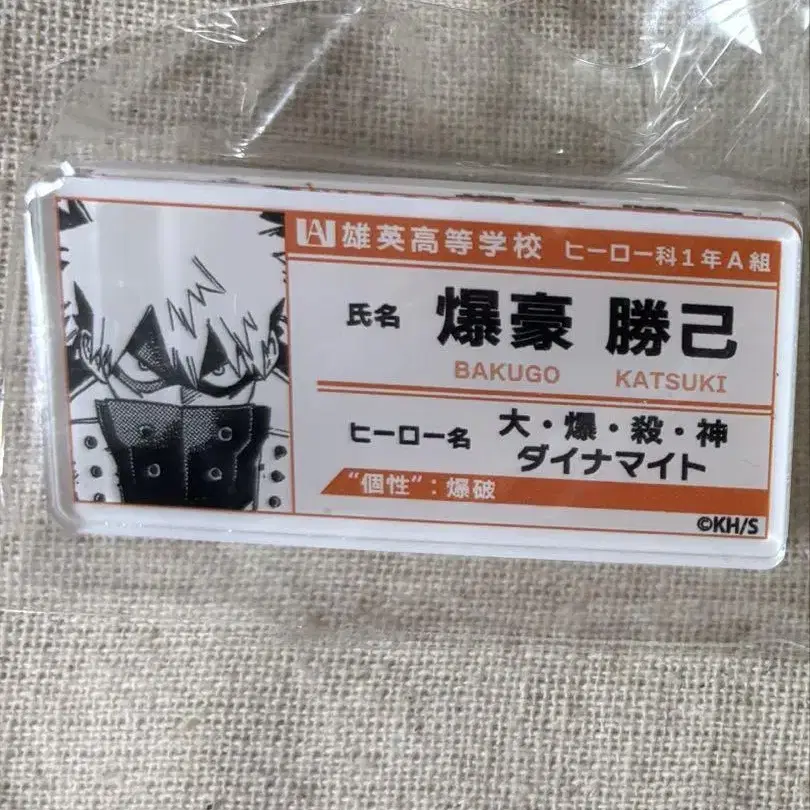 UA 雄英高等学校 ヒーロー科1年A組
氏名 爆豪 勝己
BAKUGO KATSUKI
ヒーロー名 大・爆・殺・神
ダイナマイト
“個性”：爆破
©KH/S